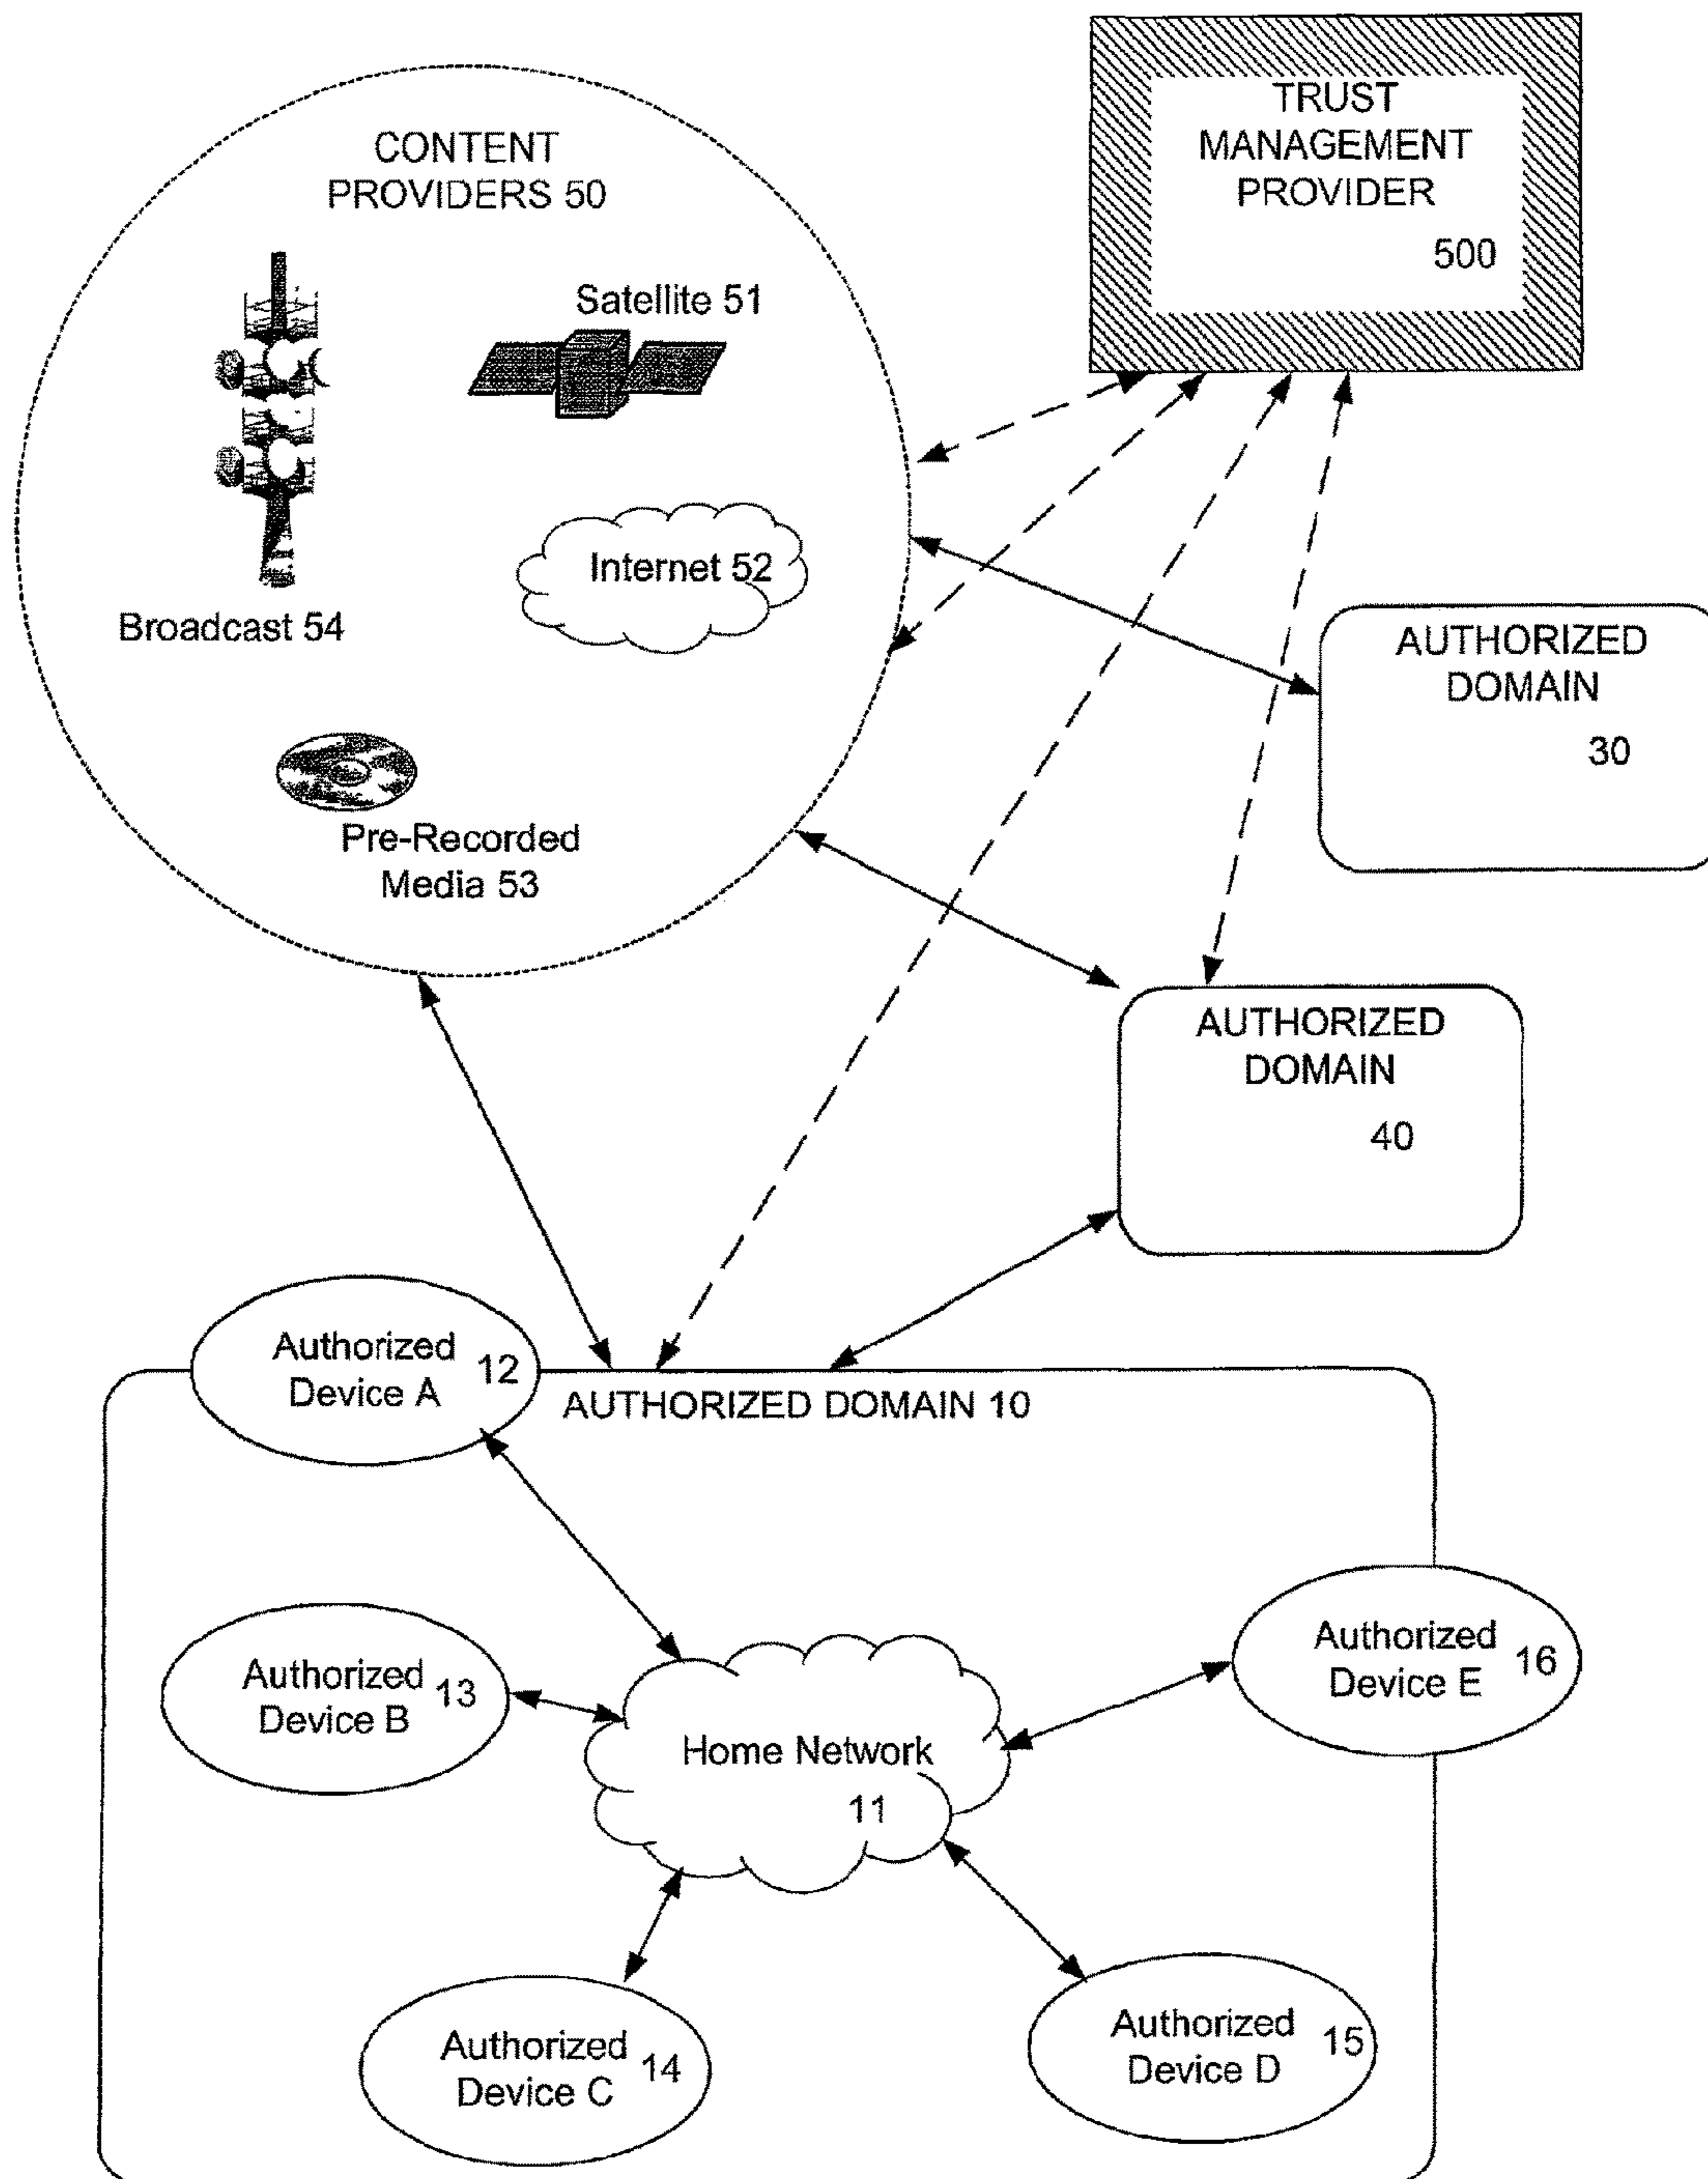 CONTENT
PROVIDERS 50
Satellite 51
Internet 52
Broadcast 54
Pre-Recorded
Media 53
TRUST
MANAGEMENT
PROVIDER
500
AUTHORIZED
DOMAIN
30
AUTHORIZED
DOMAIN
40
Authorized
Device A
12
AUTHORIZED DOMAIN 10
Authorized
Device B
13
Home Network
11
Authorized
Device E
16
Authorized
Device C
14
Authorized
Device D
15